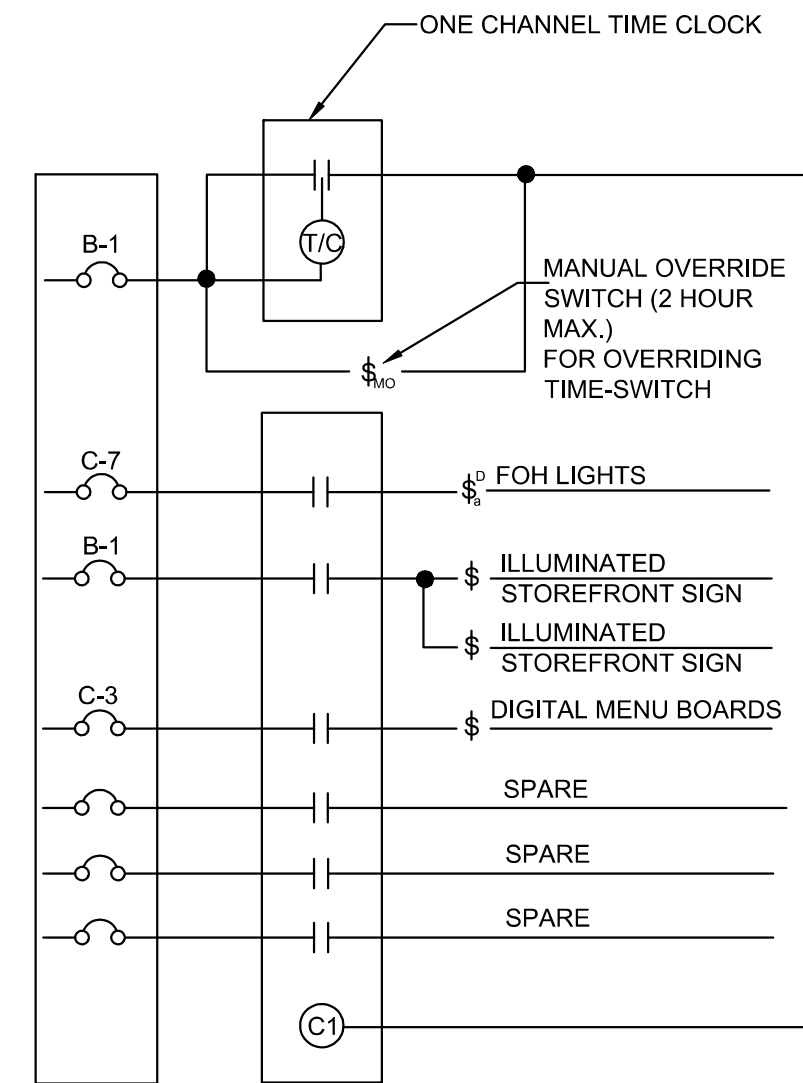 ONE CHANNEL TIME CLOCK
B-1
T/C
MANUAL OVERRIDE
SWITCH (2 HOUR
MAX.)
FOR OVERRIDING
TIME-SWITCH
$MO
C-7
$Da FOH LIGHTS
B-1
$ ILLUMINATED
STOREFRONT SIGN
$ ILLUMINATED
STOREFRONT SIGN
C-3
$ DIGITAL MENU BOARDS
SPARE
SPARE
SPARE
C1